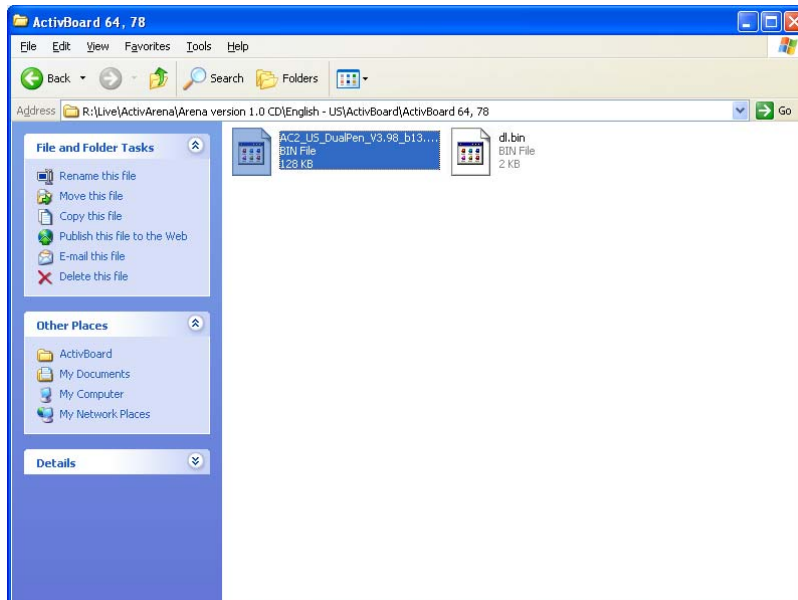 ActivBoard 64, 78
File Edit View Favorites Tools Help
Back Search Folders
Address R:\Live\ActivArena\Arena version 1.0 CD\English - US\ActivBoard\ActivBoard 64, 78 Go
File and Folder Tasks
Rename this file
Move this file
Copy this file
Publish this file to the Web
E-mail this file
Delete this file
Other Places
ActivBoard
My Documents
My Computer
My Network Places
Details
AC2_US_DualPen_V3.98_b13....
BIN File
128 KB
dl.bin
BIN File
2 KB